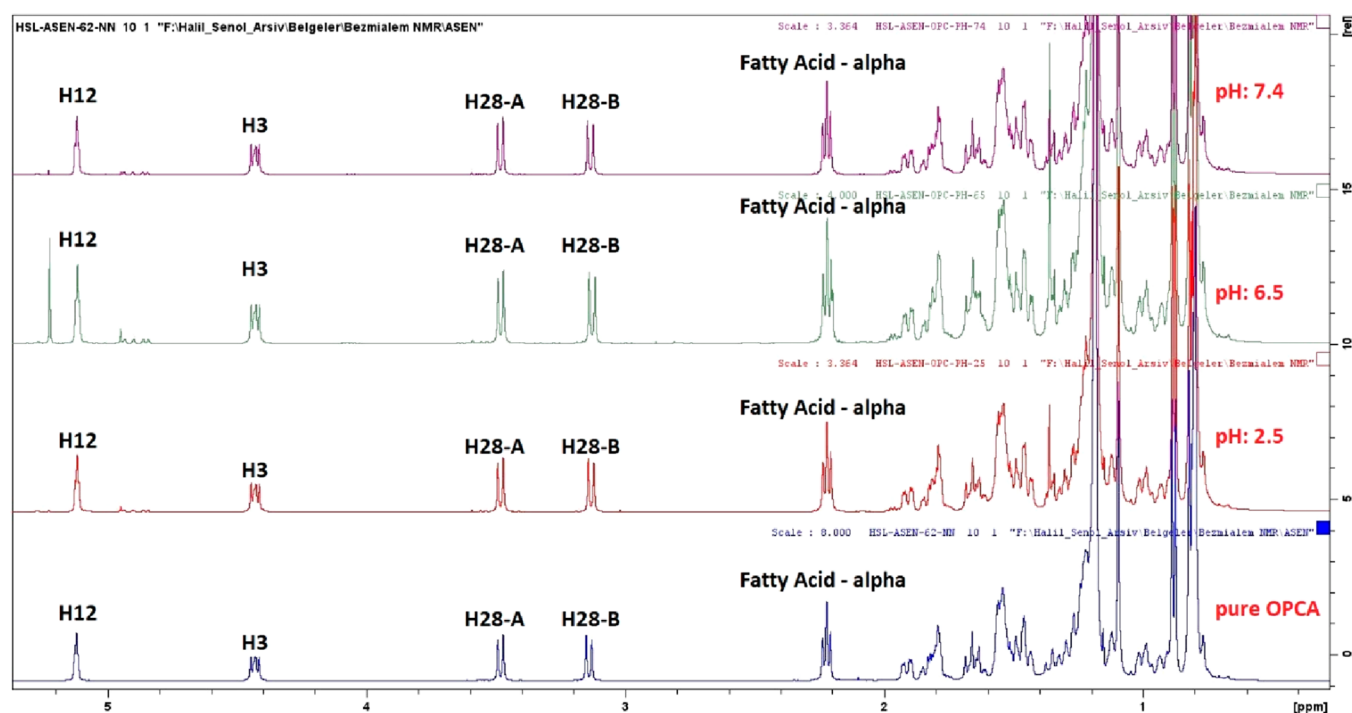 HSL-ASEN-62-NN 10 1 "F:\Halil_Senol_Arsiv\Belgeler\Bezmialem NMR\ASEN"
Scale : 3.364 HSL-ASEN-OPC-PH-74 10 1 "F:\Halil_Senol_Arsiv\Belgeler\Bezmialem NMR"
[rel]
Fatty Acid - alpha
H12
H3
H28-A
H28-B
pH: 7.4
Scale : 4.000 HSL-ASEN-OPC-PH-65 10 1 "F:\Halil_Senol_Arsiv\Belgeler\Bezmialem NMR"
15
Fatty Acid - alpha
H12
H3
H28-A
H28-B
pH: 6.5
10
Scale : 3.364 HSL-ASEN-OPC-PH-25 10 1 "F:\Halil_Senol_Arsiv\Belgeler\Bezmialem NMR"
Fatty Acid - alpha
H12
H3
H28-A
H28-B
pH: 2.5
5
Scale : 8.000 HSL-ASEN-62-NN 10 1 "F:\Halil_Senol_Arsiv\Belgeler\Bezmialem NMR\ASEN"
Fatty Acid - alpha
H12
H3
H28-A
H28-B
pure OPCA
0
5 4 3 2 1 [ppm]